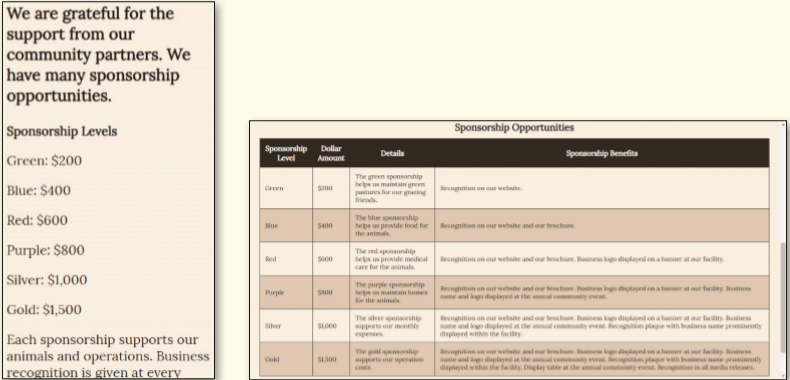 We are grateful for the
support from our
community partners. We
have many sponsorship
opportunities.
Sponsorship Levels
Green: $200
Blue: $400
Red: $600
Purple: $800
Silver: $1,000
Gold: $1,500
Each sponsorship supports our
animals and operations. Business
recognition is given at every
Sponsorship Opportunities
Sponsorship Level Dollar Amount Details Sponsorship Benefits
Green $200 The green sponsorship helps us maintain green pastures for our grazing friends. Recognition on our website.
Blue $400 The blue sponsorship helps us provide food for the animals. Recognition on our website and our brochure.
Red $600 The red sponsorship helps us provide medical care for the animals. Recognition on our website and our brochure. Business logo displayed on a banner at our facility.
Purple $800 The purple sponsorship helps us maintain homes for the animals. Recognition on our website and our brochure. Business logo displayed on a banner at our facility. Business name and logo displayed at the annual community event.
Silver $1,000 The silver sponsorship supports our monthly expenses. Recognition on our website and our brochure. Business logo displayed on a banner at our facility. Business name and logo displayed at the annual community event. Recognition plaque with business name prominently displayed within the facility.
Gold $1,500 The gold sponsorship supports our operation costs. Recognition on our website and our brochure. Business logo displayed on a banner at our facility. Business name and logo displayed at the annual community event. Recognition plaque with business name prominently displayed within the facility. Display table at the annual community event. Recognition in all media releases.